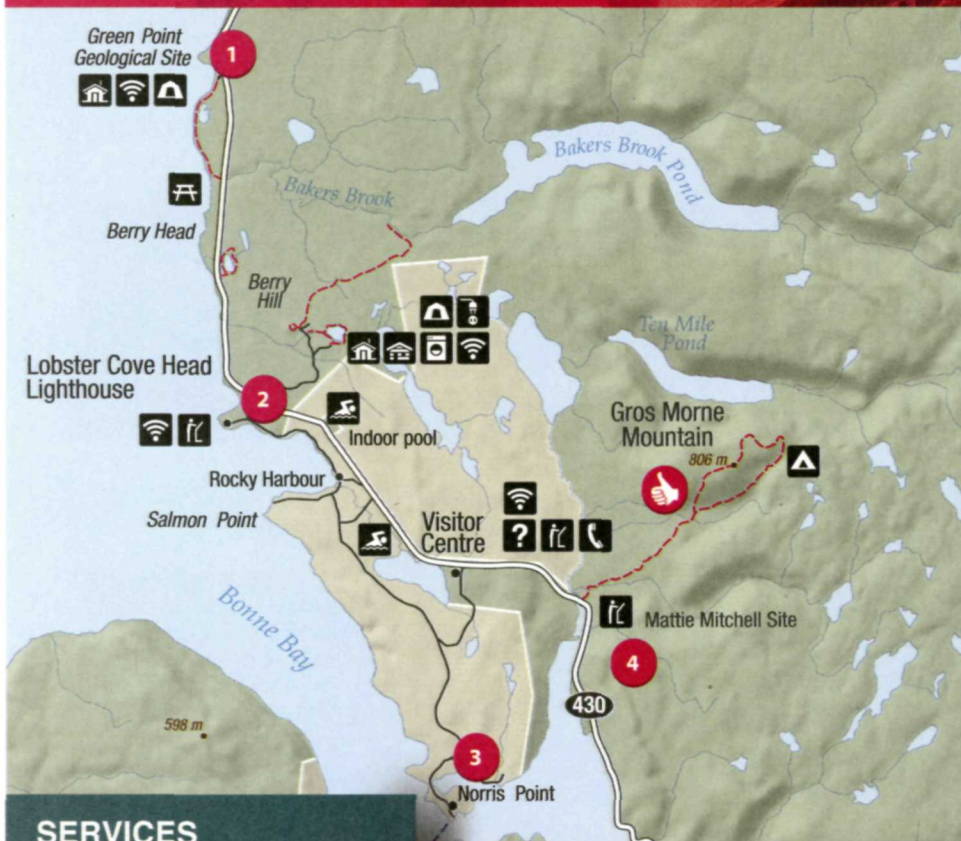 Green Point
Geological Site
1
Bakers Brook Pond
Bakers Brook
Berry Head
Berry
Hill
Ten Mile
Pond
Lobster Cove Head
Lighthouse
2
Gros Morne
Mountain
Indoor pool
806 m
Rocky Harbour
Salmon Point
Visitor
Centre
?
Bonne Bay
Mattie Mitchell Site
4
430
598 m
3
Norris Point
SERVICES